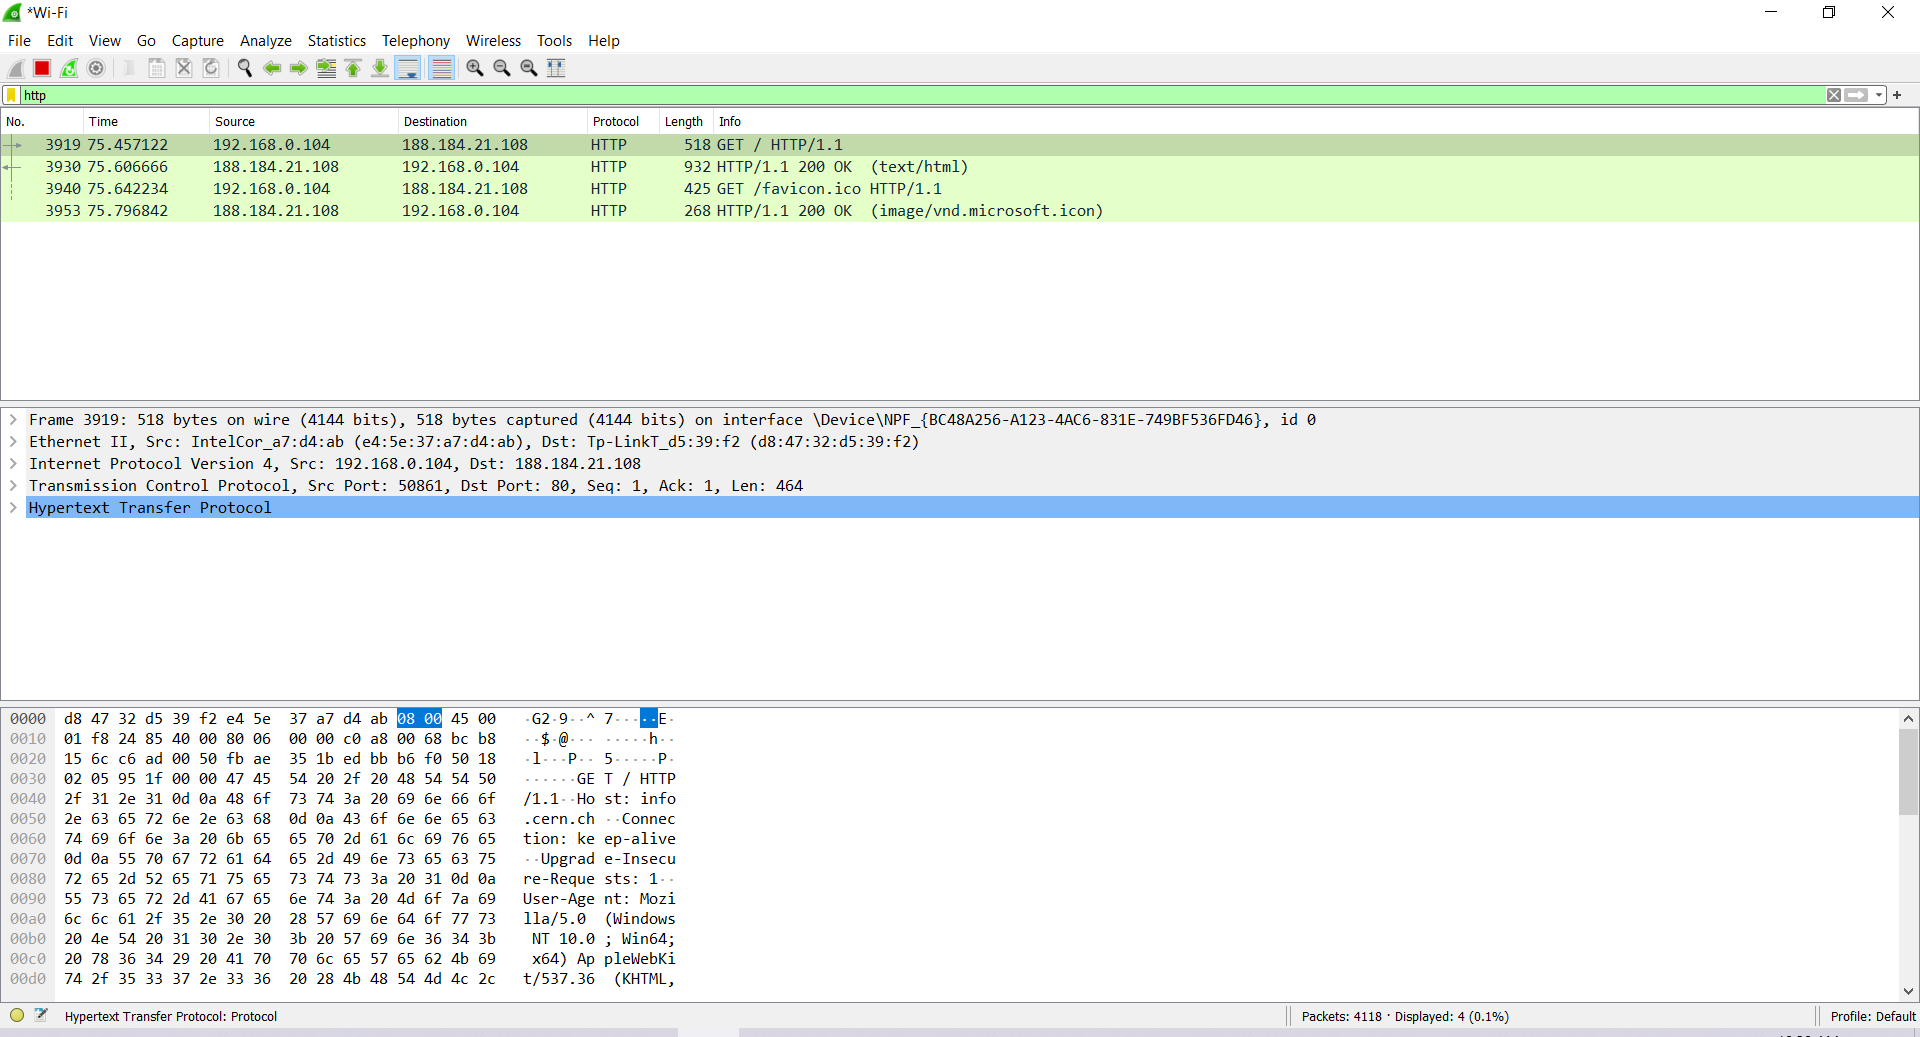 *Wi-Fi
File Edit View Go Capture Analyze Statistics Telephony Wireless Tools Help
http
No. Time Source Destination Protocol Length Info
3919 75.457122 192.168.0.104 188.184.21.108 HTTP 518 GET / HTTP/1.1
3930 75.606666 188.184.21.108 192.168.0.104 HTTP 932 HTTP/1.1 200 OK (text/html)
3940 75.642234 192.168.0.104 188.184.21.108 HTTP 425 GET /favicon.ico HTTP/1.1
3953 75.796842 188.184.21.108 192.168.0.104 HTTP 268 HTTP/1.1 200 OK (image/vnd.microsoft.icon)
Frame 3919: 518 bytes on wire (4144 bits), 518 bytes captured (4144 bits) on interface \Device\NPF_{BC48A256-A123-4AC6-831E-749BF536FD46}, id 0
Ethernet II, Src: IntelCor_a7:d4:ab (e4:5e:37:a7:d4:ab), Dst: Tp-LinkT_d5:39:f2 (d8:47:32:d5:39:f2)
Internet Protocol Version 4, Src: 192.168.0.104, Dst: 188.184.21.108
Transmission Control Protocol, Src Port: 50861, Dst Port: 80, Seq: 1, Ack: 1, Len: 464
Hypertext Transfer Protocol
0000 d8 47 32 d5 39 f2 e4 5e 37 a7 d4 ab 08 00 45 00 ·G2·9··^ 7·····E·
0010 01 f8 24 85 40 00 80 06 00 00 c0 a8 00 68 bc b8 ··$·@··· ·····h··
0020 15 6c c6 ad 00 50 fb ae 35 1b ed bb b6 f0 50 18 ·l···P·· 5·····P·
0030 02 05 95 1f 00 00 47 45 54 20 2f 20 48 54 54 50 ······GE T / HTTP
0040 2f 31 2e 31 0d 0a 48 6f 73 74 3a 20 69 6e 66 6f /1.1··Ho st: info
0050 2e 63 65 72 6e 2e 63 68 0d 0a 43 6f 6e 6e 65 63 .cern.ch ··Connec
0060 74 69 6f 6e 3a 20 6b 65 65 70 2d 61 6c 69 76 65 tion: ke ep-alive
0070 0d 0a 55 70 67 72 61 64 65 2d 49 6e 73 65 63 75 ··Upgrad e-Insecu
0080 72 65 2d 52 65 71 75 65 73 74 73 3a 20 31 0d 0a re-Reque sts: 1··
0090 55 73 65 72 2d 41 67 65 6e 74 3a 20 4d 6f 7a 69 User-Age nt: Mozi
00a0 6c 6c 61 2f 35 2e 30 20 28 57 69 6e 64 6f 77 73 lla/5.0 (Windows
00b0 20 4e 54 20 31 30 2e 30 3b 20 57 69 6e 36 34 3b NT 10.0 ; Win64;
00c0 20 78 36 34 29 20 41 70 70 6c 65 57 65 62 4b 69 x64) Ap pleWebKi
00d0 74 2f 35 33 37 2e 33 36 20 28 4b 48 54 4d 4c 2c t/537.36 (KHTML,
Hypertext Transfer Protocol: Protocol Packets: 4118 · Displayed: 4 (0.1%) Profile: Default